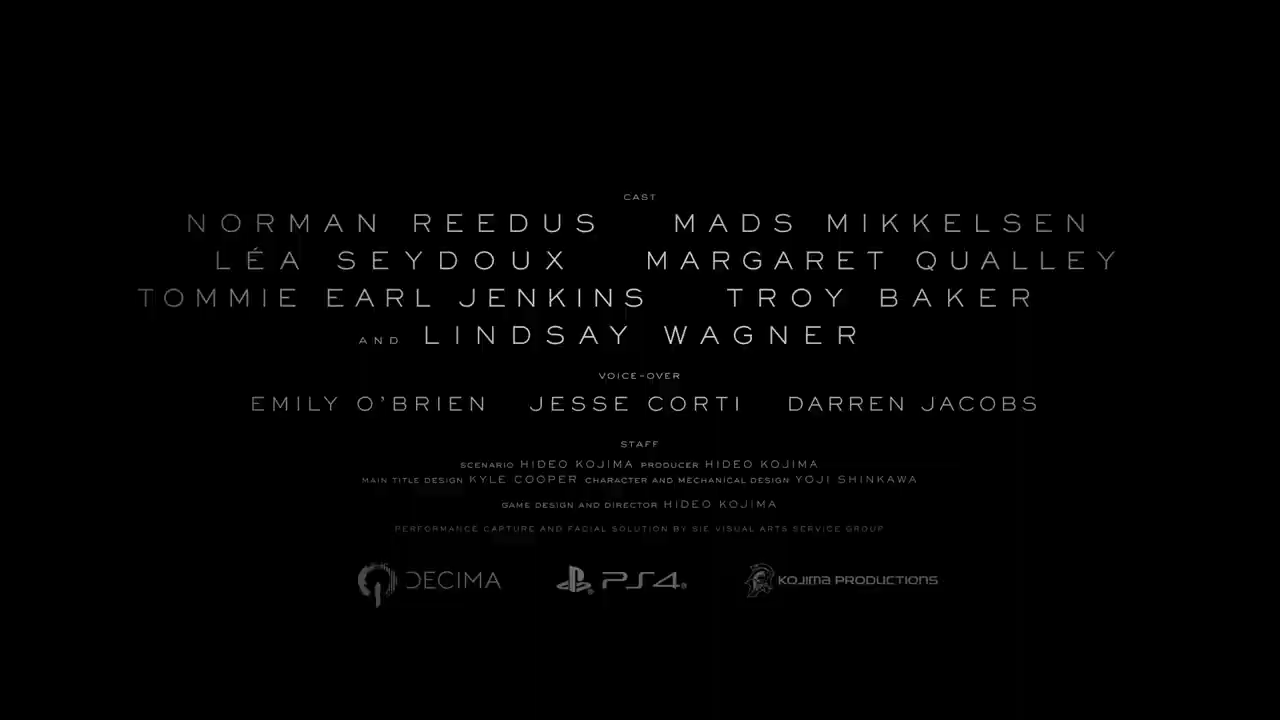 CAST
NORMAN REEDUS MADS MIKKELSEN
LÉA SEYDOUX MARGARET QUALLEY
TOMMIE EARL JENKINS TROY BAKER
AND LINDSAY WAGNER
VOICE-OVER
EMILY O'BRIEN JESSE CORTI DARREN JACOBS
STAFF
SCENARIO HIDEO KOJIMA PRODUCER HIDEO KOJIMA
MAIN TITLE DESIGN KYLE COOPER CHARACTER AND MECHANICAL DESIGN YOJI SHINKAWA
GAME DESIGN AND DIRECTOR HIDEO KOJIMA
PERFORMANCE CAPTURE AND FACIAL SOLUTION BY SIE VISUAL ARTS SERVICE GROUP
DECIMA PS4® KOJIMA PRODUCTIONS